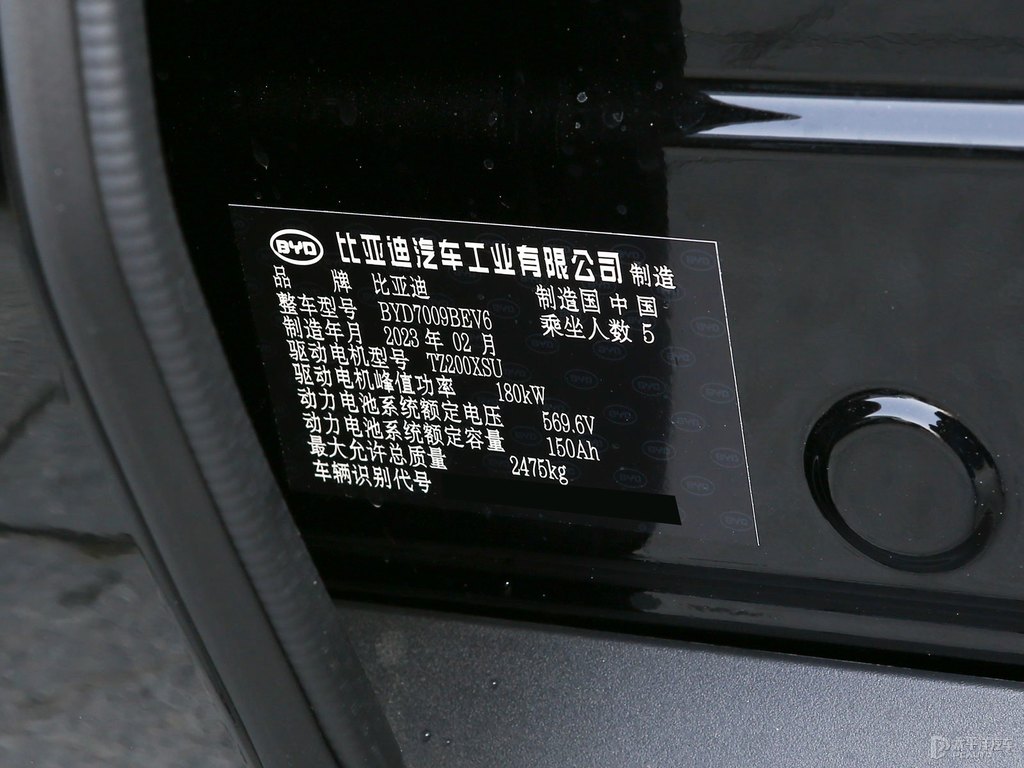 BYD 比亚迪汽车工业有限公司 制造
品 牌 比亚迪 制造国 中国
整车型号 BYD7009BEV6 乘坐人数 5
制造年月 2023 年 02 月
驱动电机型号 TZ200XSU
驱动电机峰值功率 180kW
动力电池系统额定电压 569.6V
动力电池系统额定容量 150Ah
最大允许总质量 2475kg
车辆识别代号